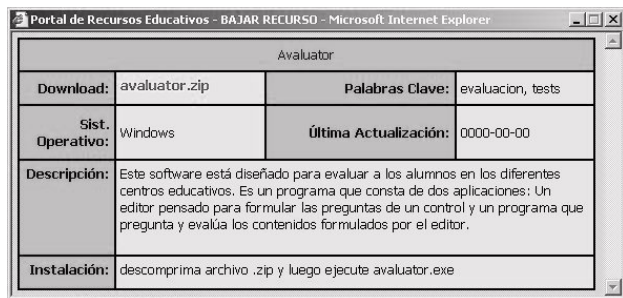 Portal de Recursos Educativos - BAJAR RECURSO - Microsoft Internet Explorer
Avaluator
Download: avaluator.zip Palabras Clave: evaluacion, tests
Sist. Operativo: Windows Última Actualización: 0000-00-00
Descripción: Este software está diseñado para evaluar a los alumnos en los diferentes
centros educativos. Es un programa que consta de dos aplicaciones: Un
editor pensado para formular las preguntas de un control y un programa que
pregunta y evalúa los contenidos formulados por el editor.
Instalación: descomprima archivo .zip y luego ejecute avaluator.exe